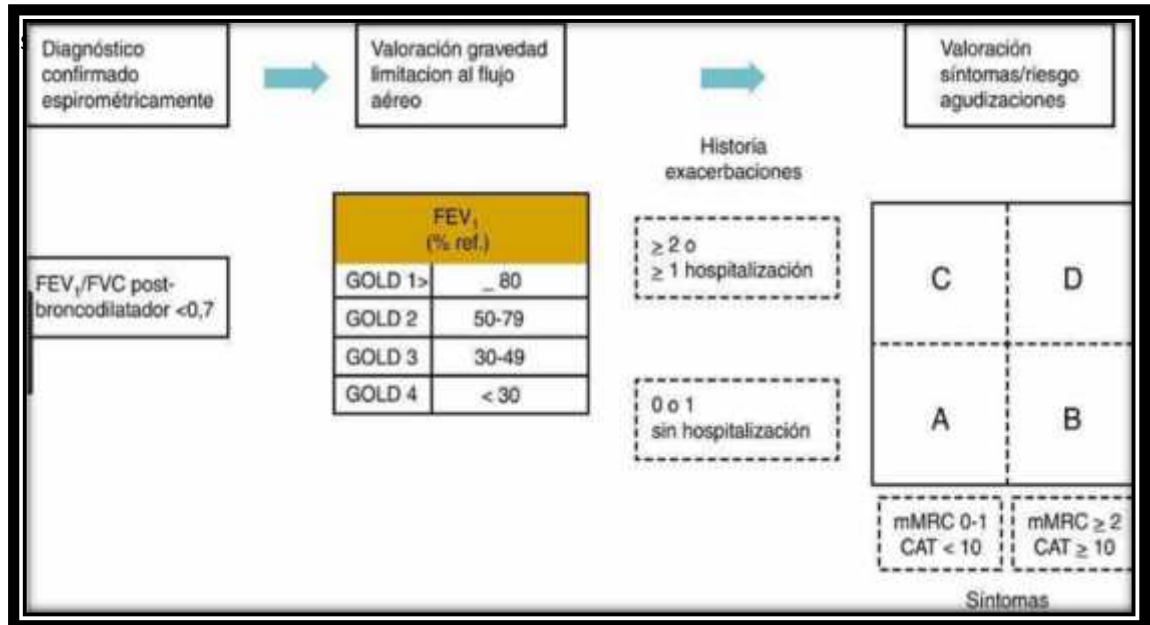 Diagnóstico
confirmado
espirométricamente
Valoración gravedad
limitacion al flujo
aéreo
Valoración
síntomas/riesgo
agudizaciones
Historia
exacerbaciones
FEV₁/FVC post-
broncodilatador <0,7
FEV₁
(% ref.)
GOLD 1> _ 80
GOLD 2 50-79
GOLD 3 30-49
GOLD 4 < 30
≥ 2 o
≥ 1 hospitalización
0 o 1
sin hospitalización
C D
A B
mMRC 0-1
CAT < 10
mMRC ≥ 2
CAT ≥ 10
Síntomas